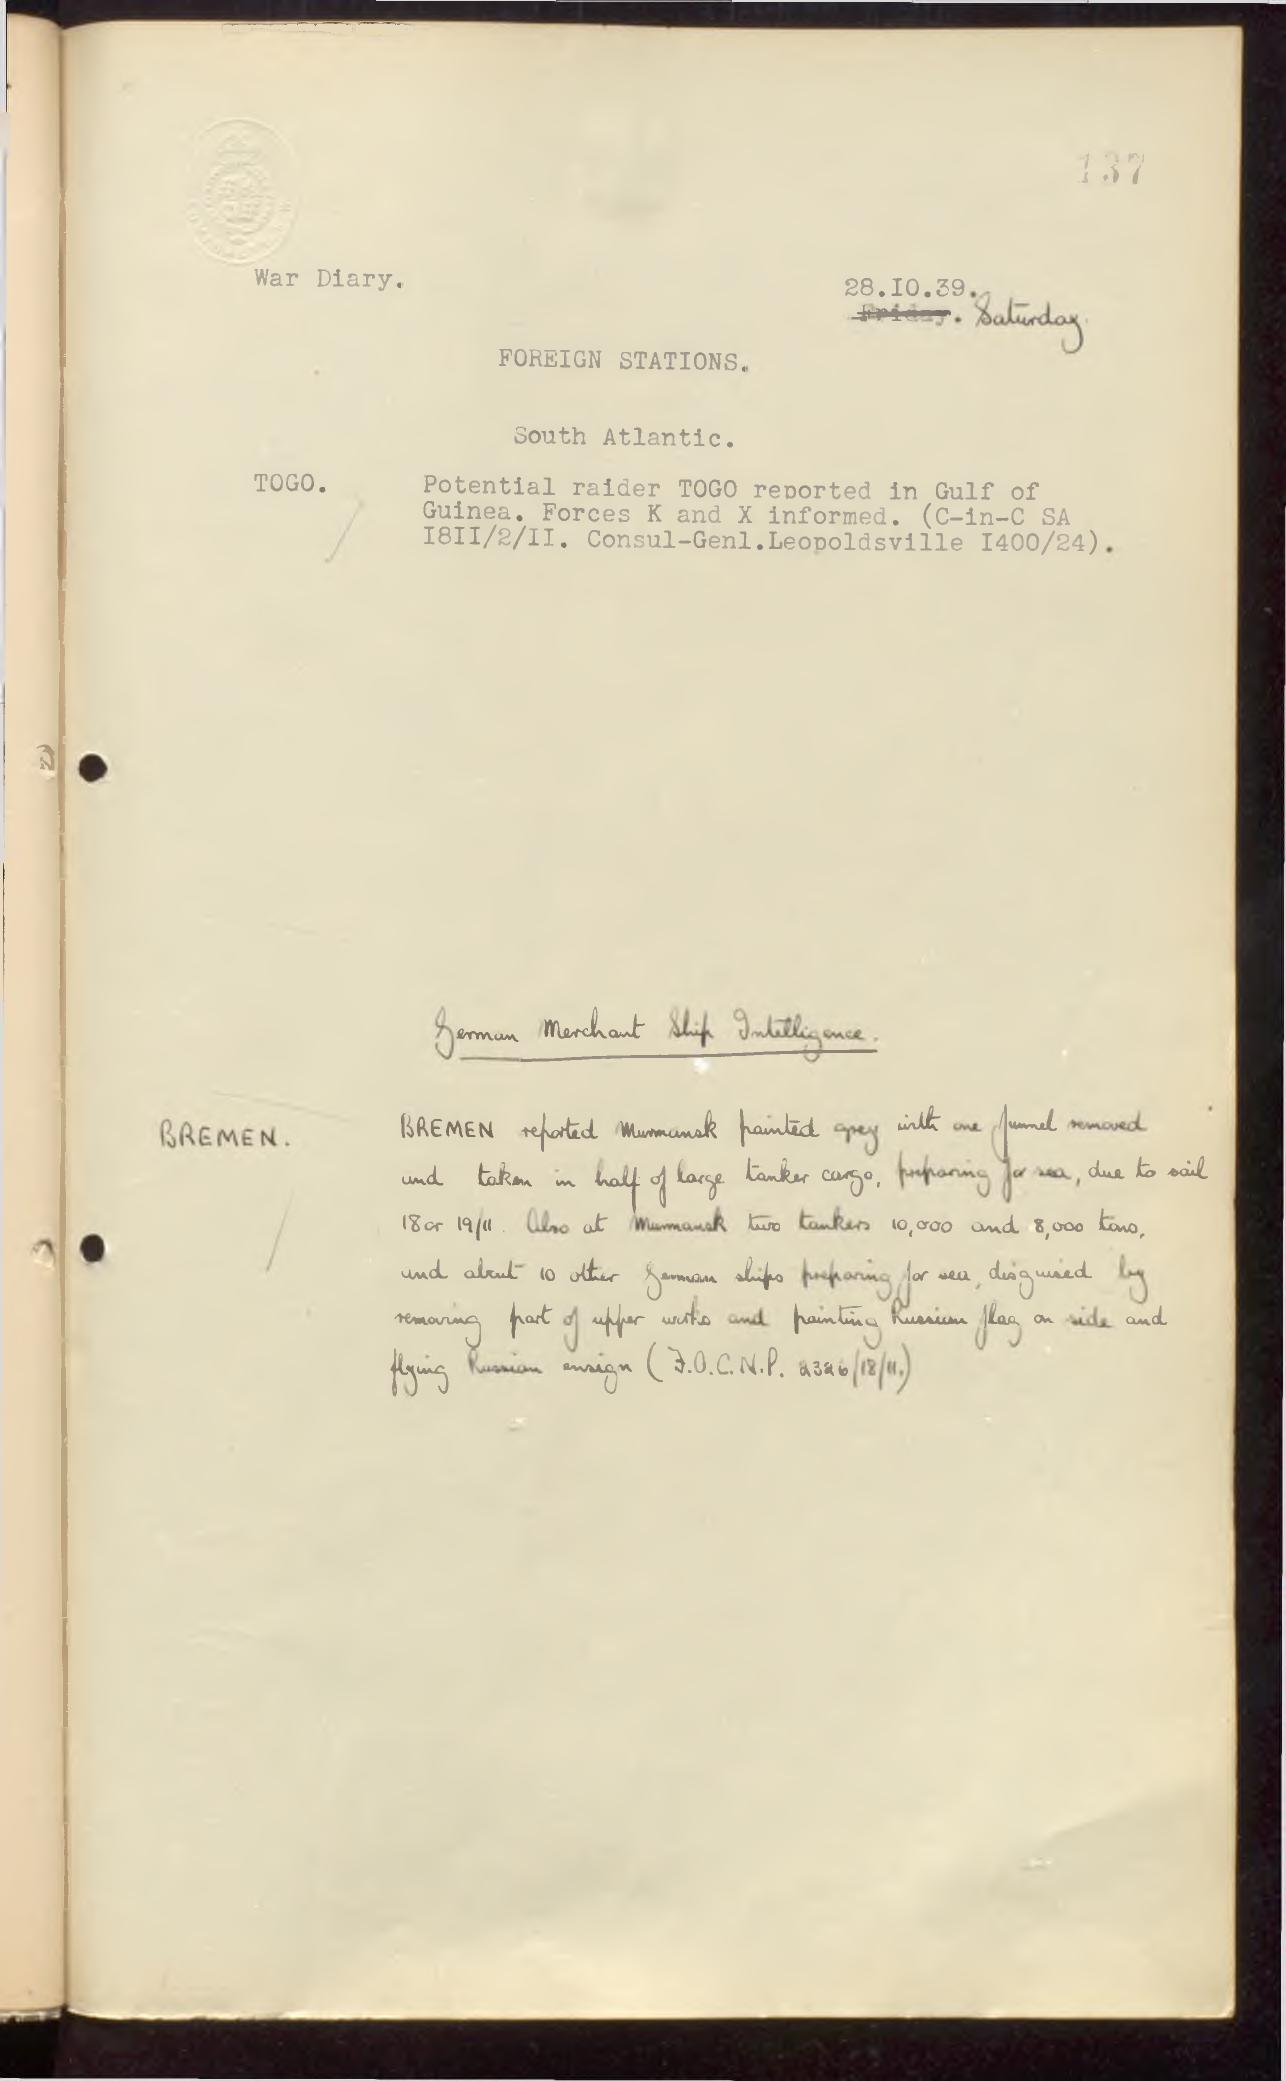 137
War Diary.
28.IO.39.
Friday. Saturday.
FOREIGN STATIONS.
South Atlantic.
TOGO.
Potential raider TOGO reported in Gulf of
Guinea. Forces K and X informed. (C-in-C SA
I8II/2/II. Consul-Genl.Leopoldsville I400/24).
German Merchant Ship Intelligence.
BREMEN.
BREMEN reported Murmansk painted grey with one funnel removed
and taken in half of large tanker cargo, preparing for sea, due to sail
18 or 19/11. Also at Murmansk two tankers 10,000 and 8,000 tons,
and about 10 other German ships preparing for sea, disguised by
removing part of upper works and painting Russian flag on side and
flying Russian ensign (F.O.C.N.P. 2326/18/11.)